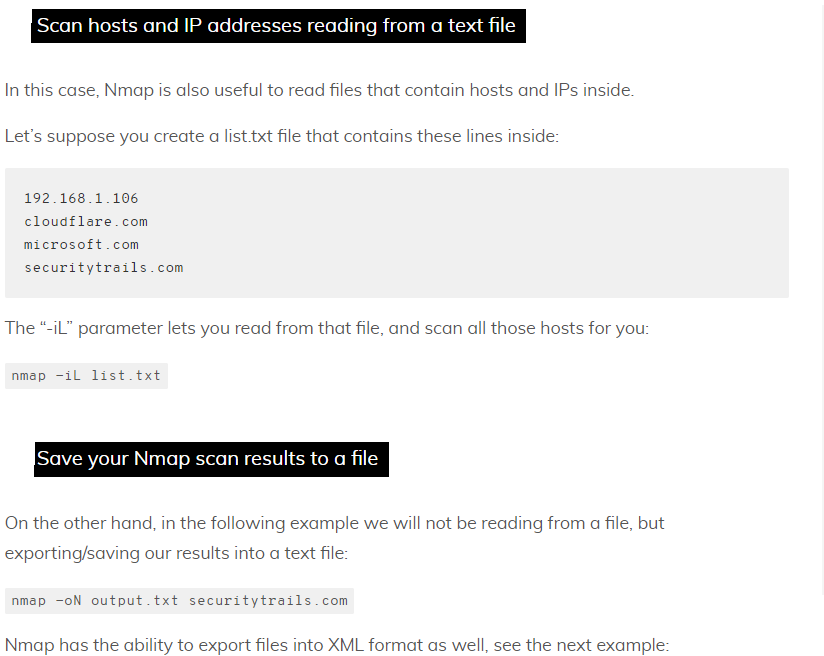 Scan hosts and IP addresses reading from a text file
In this case, Nmap is also useful to read files that contain hosts and IPs inside.
Let’s suppose you create a list.txt file that contains these lines inside:
192.168.1.106
cloudflare.com
microsoft.com
securitytrails.com
The “-iL” parameter lets you read from that file, and scan all those hosts for you:
nmap -iL list.txt
Save your Nmap scan results to a file
On the other hand, in the following example we will not be reading from a file, but
exporting/saving our results into a text file:
nmap -oN output.txt securitytrails.com
Nmap has the ability to export files into XML format as well, see the next example: